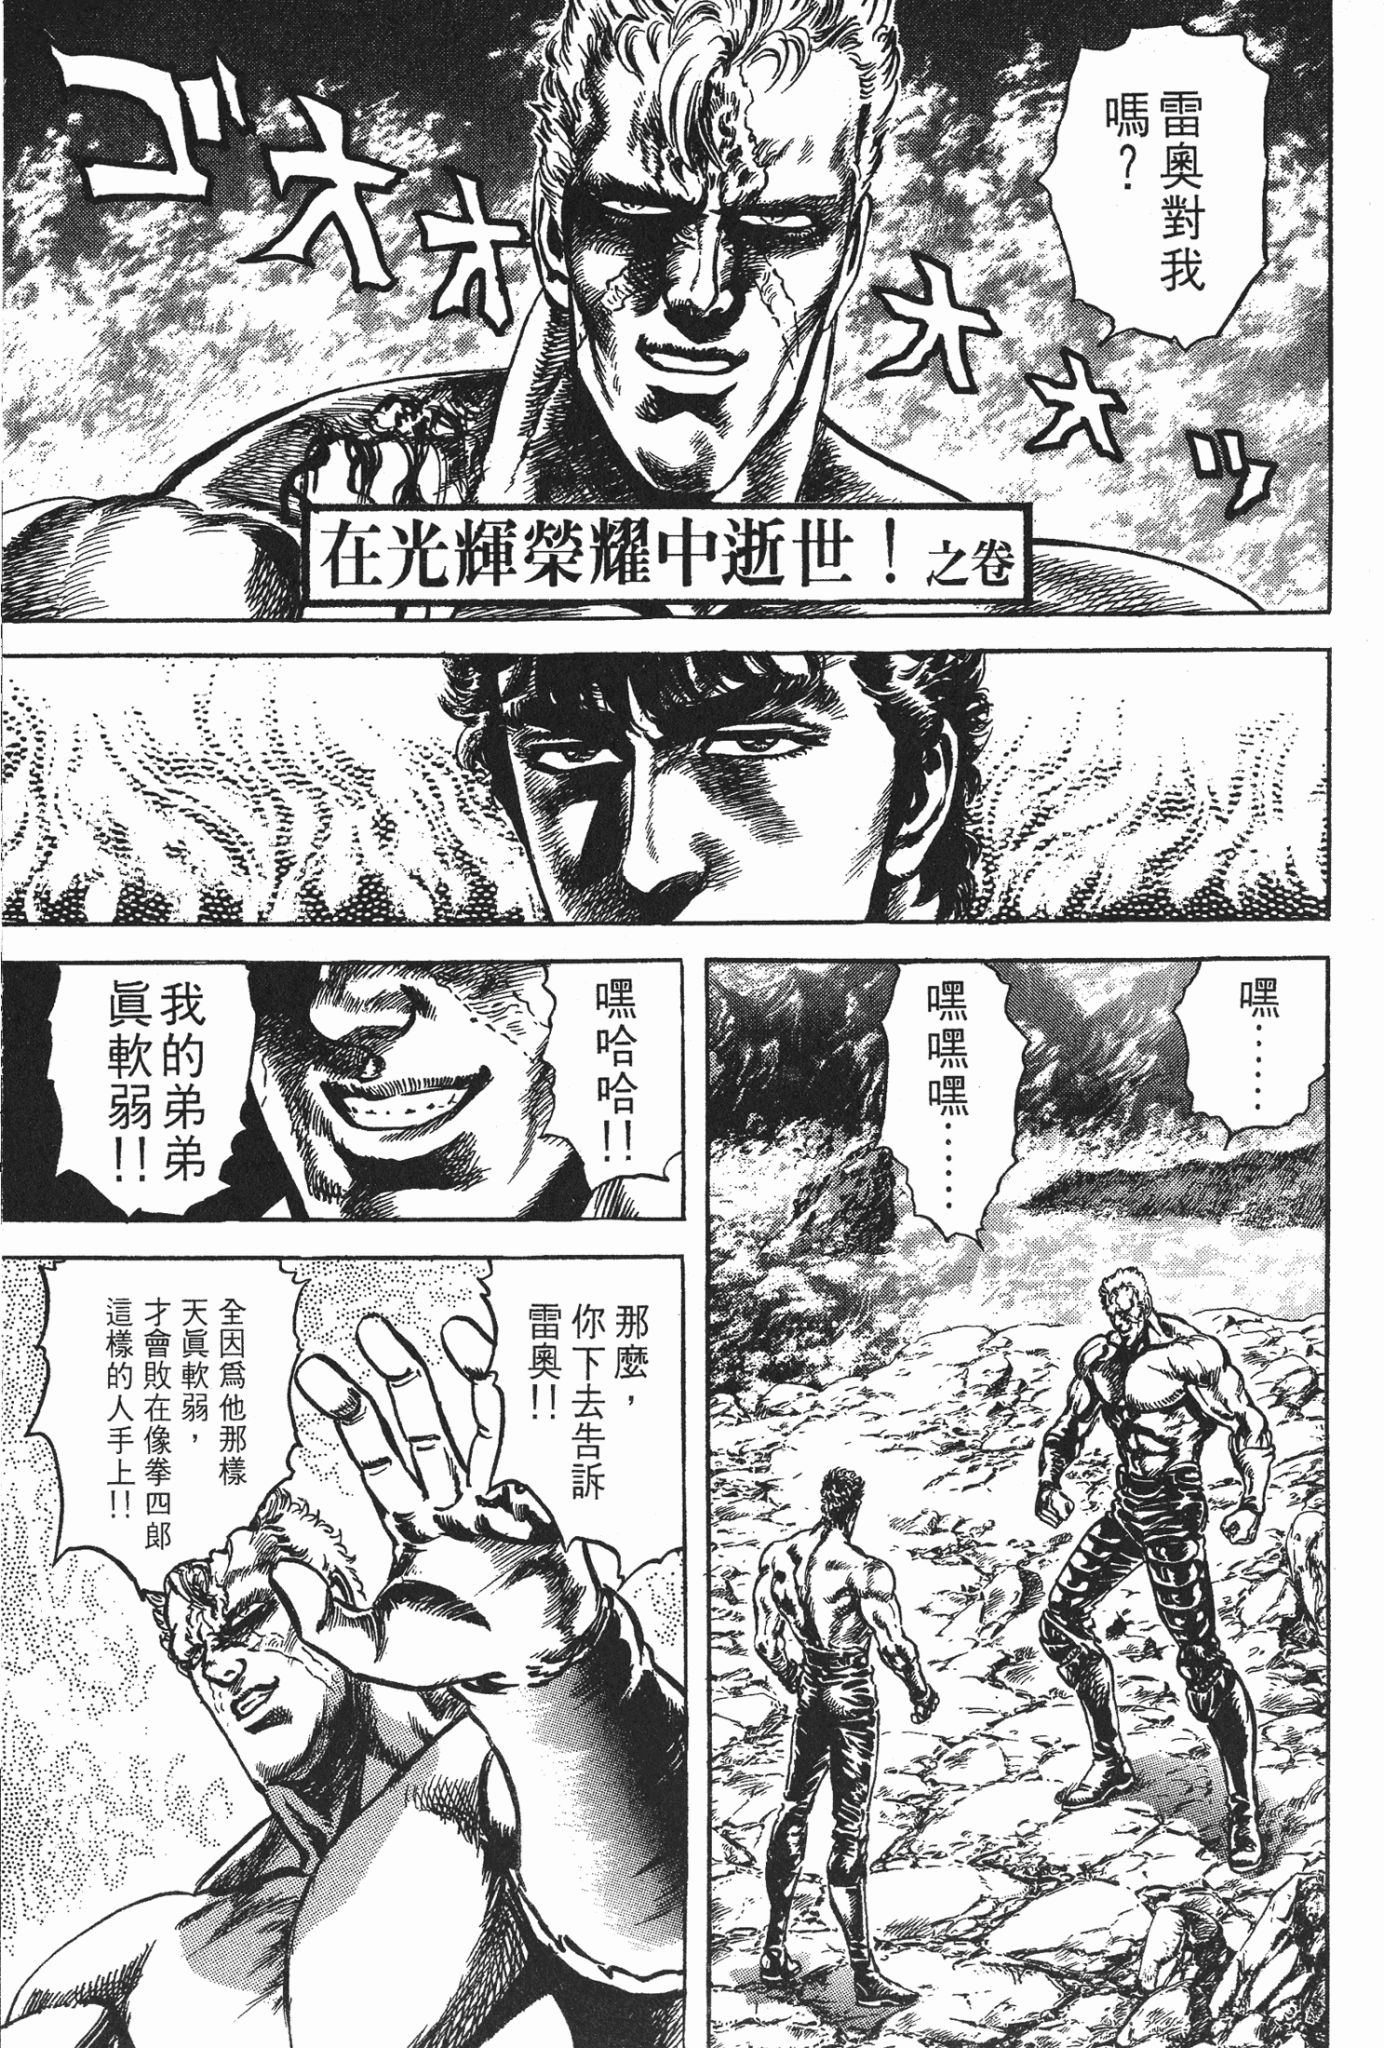 雷奧對我
嗎？
ゴオオオオオオッ
在光輝榮耀中逝世！之卷
嘿……
嘿嘿嘿……
嘿哈哈!!
我的弟弟
眞軟弱!!
那麼，
你下去告訴
雷奧!!
全因爲他那樣
天眞軟弱，
才會敗在像拳四郎
這樣的人手上!!